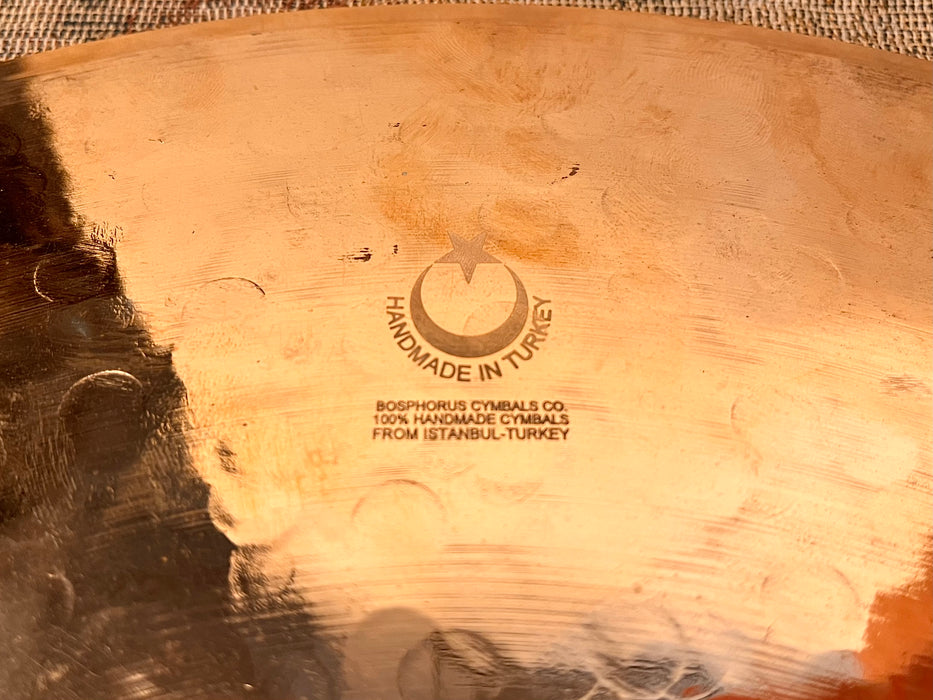 HANDMADE IN TURKEY
BOSPHORUS CYMBALS CO.
100% HANDMADE CYMBALS
FROM ISTANBUL-TURKEY